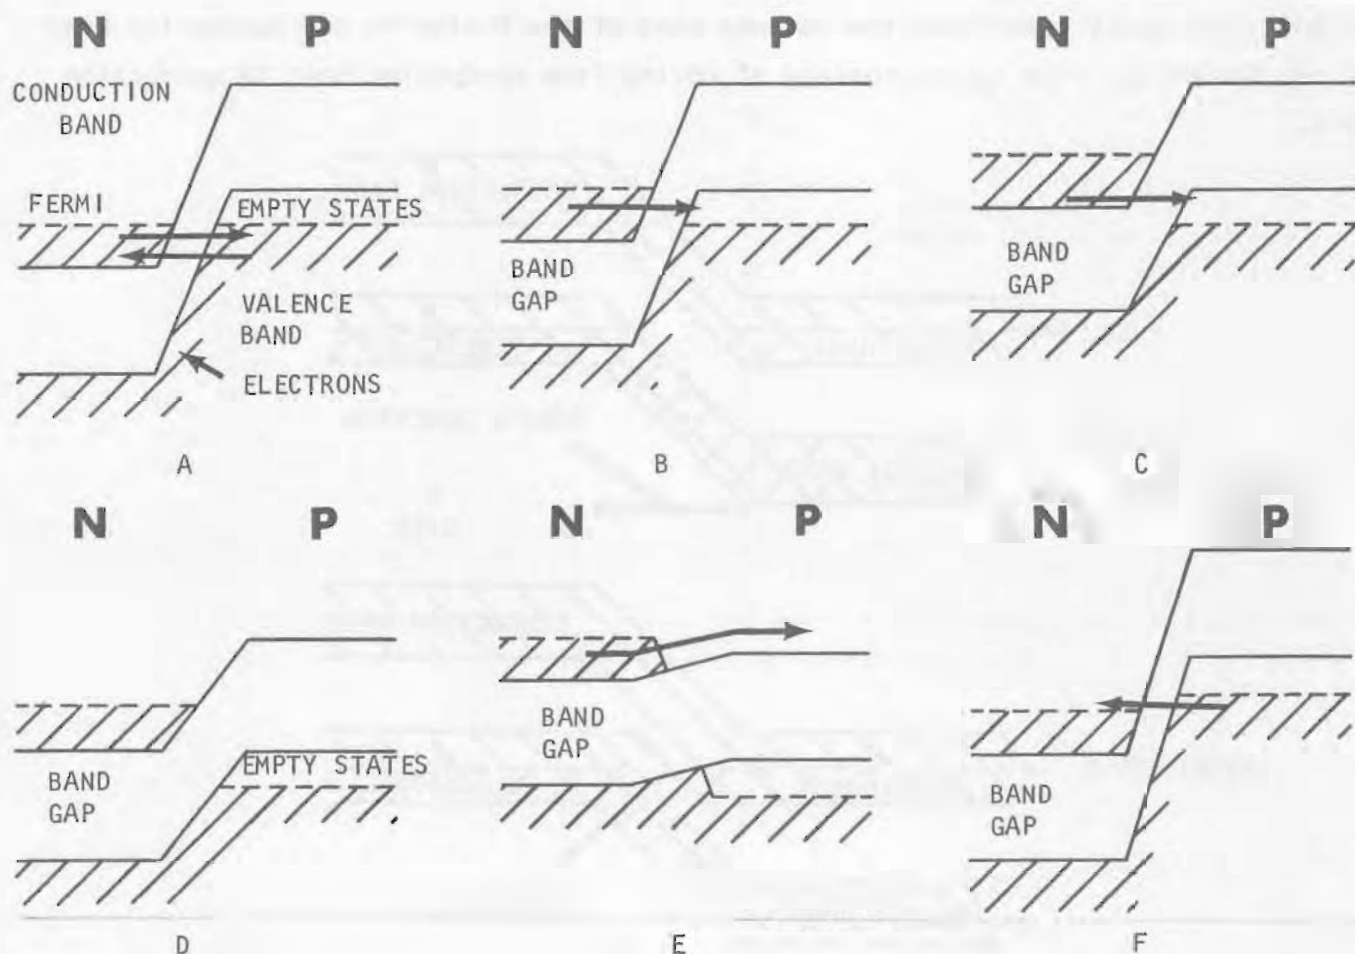 N P
CONDUCTION
BAND
FERMI
EMPTY STATES
VALENCE
BAND
ELECTRONS
A
N P
BAND
GAP
B
N P
BAND
GAP
C
N P
EMPTY STATES
BAND
GAP
D
N P
BAND
GAP
E
N P
BAND
GAP
F